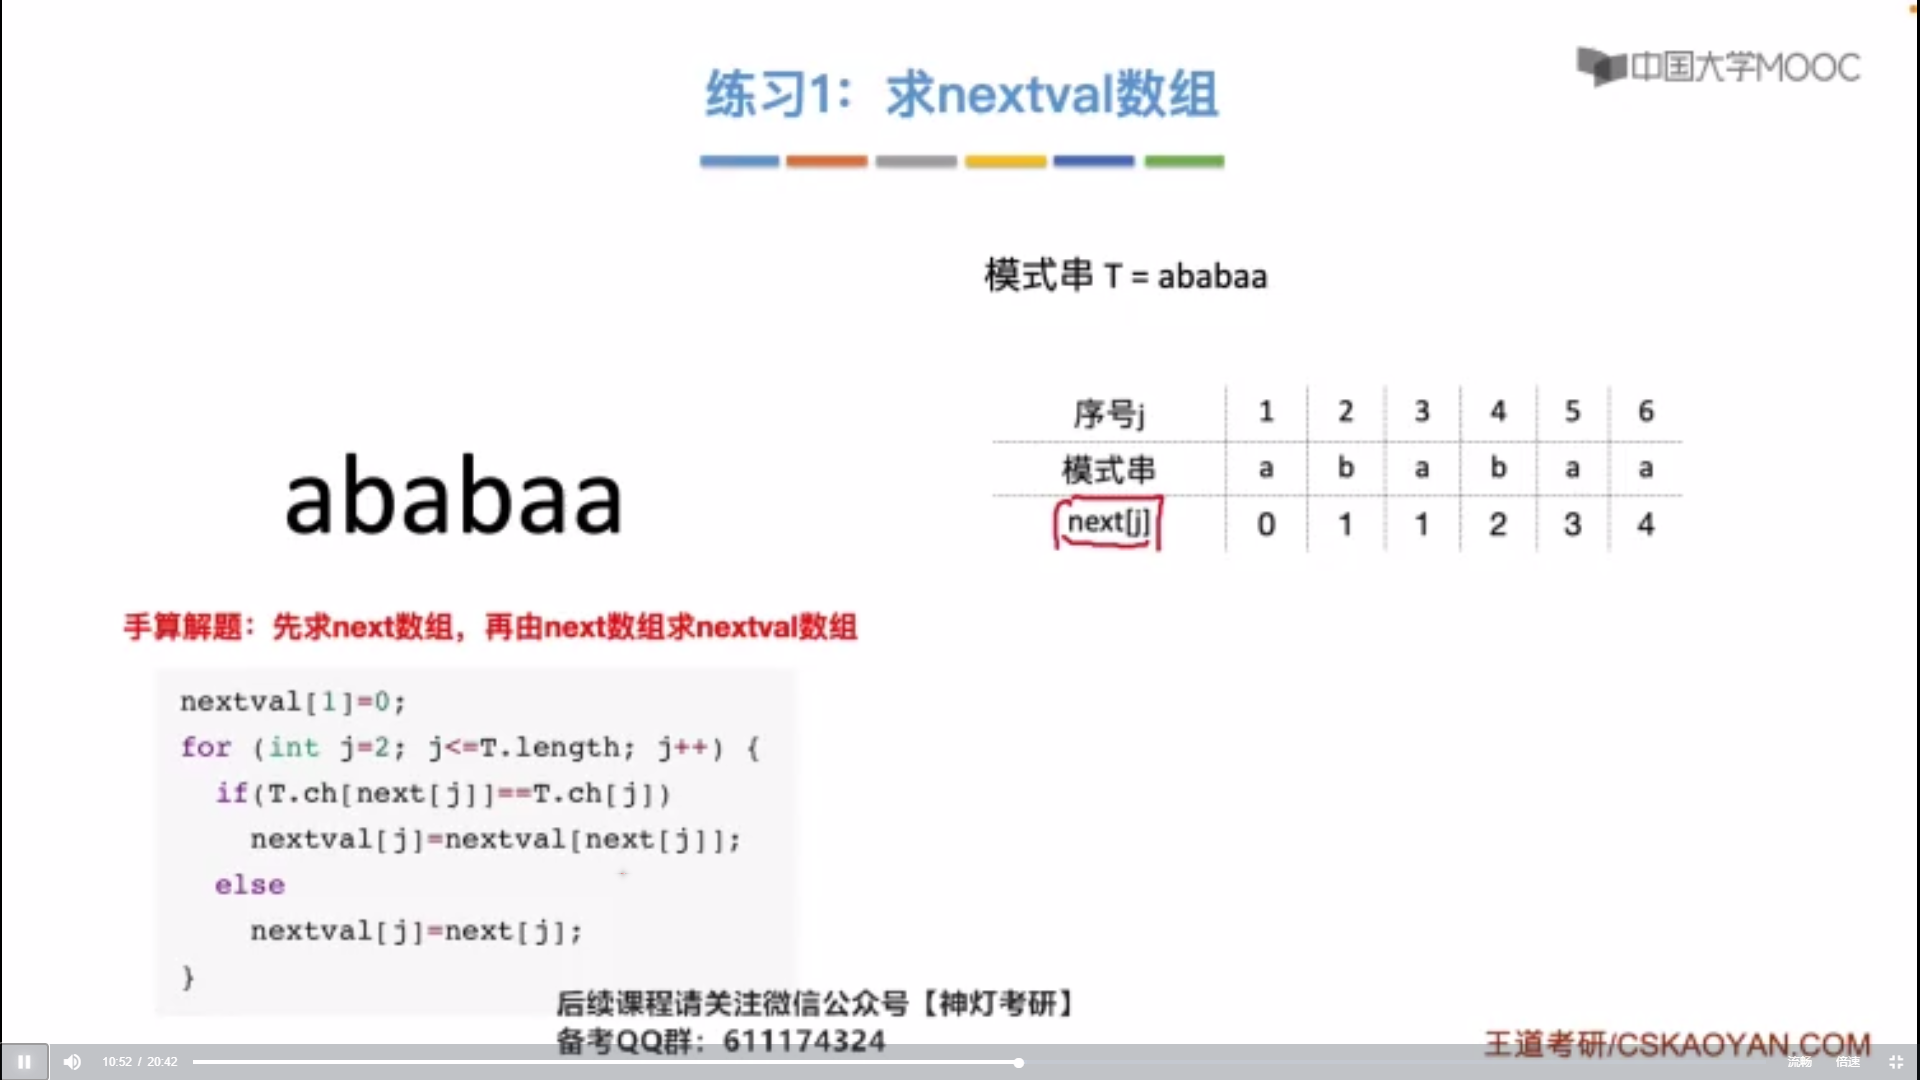 中国大学MOOC
练习1：求nextval数组
模式串 T = ababaa
序号j 1 2 3 4 5 6
模式串 a b a b a a
next[j] 0 1 1 2 3 4
ababaa
手算解题：先求next数组，再由next数组求nextval数组
nextval[1]=0;
for (int j=2; j<=T.length; j++) {
if(T.ch[next[j]]==T.ch[j])
nextval[j]=nextval[next[j]];
else
nextval[j]=next[j];
}
后续课程请关注微信公众号【神灯考研】
备考QQ群：611174324
王道考研/CSKAOYAN.COM
10:52 / 20:42
流畅 倍速